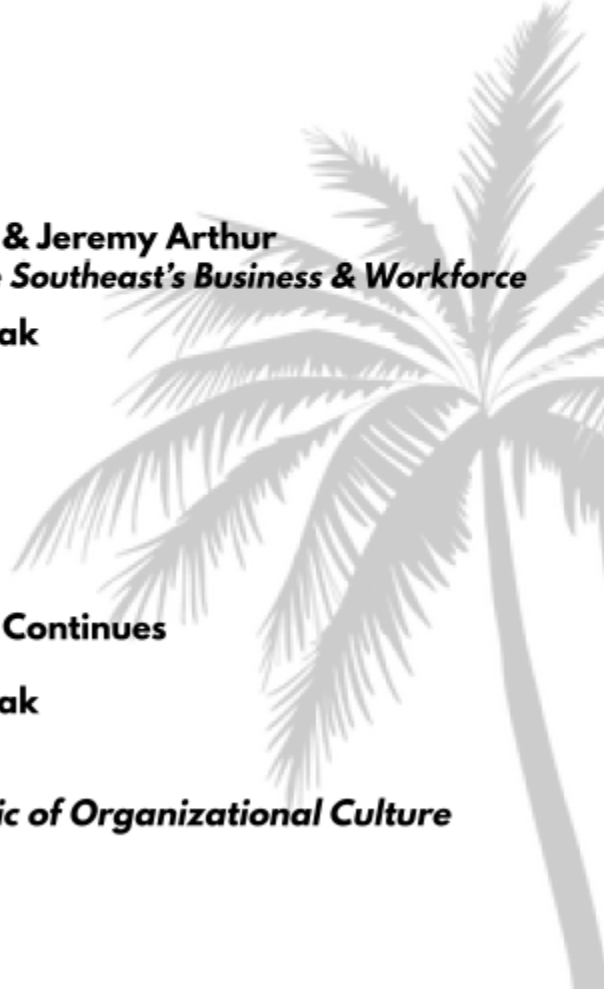 & Jeremy Arthur
Southeast's Business & Workforce
ak
Continues
ak
ic of Organizational Culture